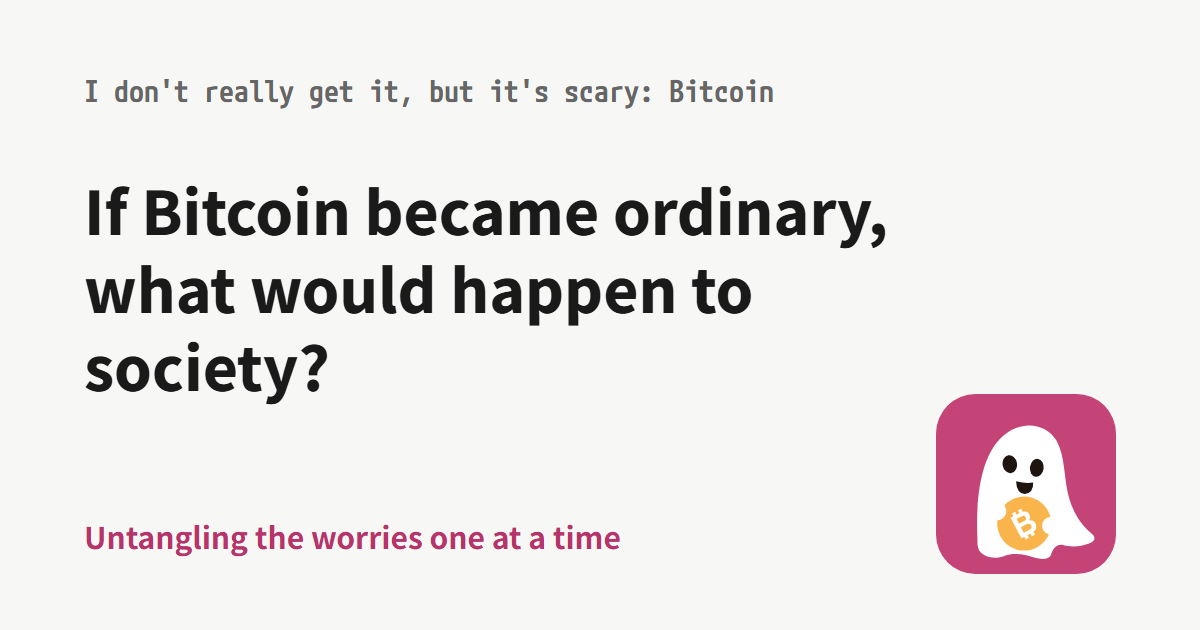 I don't really get it, but it's scary: Bitcoin
If Bitcoin became ordinary,
what would happen to
society?
Untangling the worries one at a time